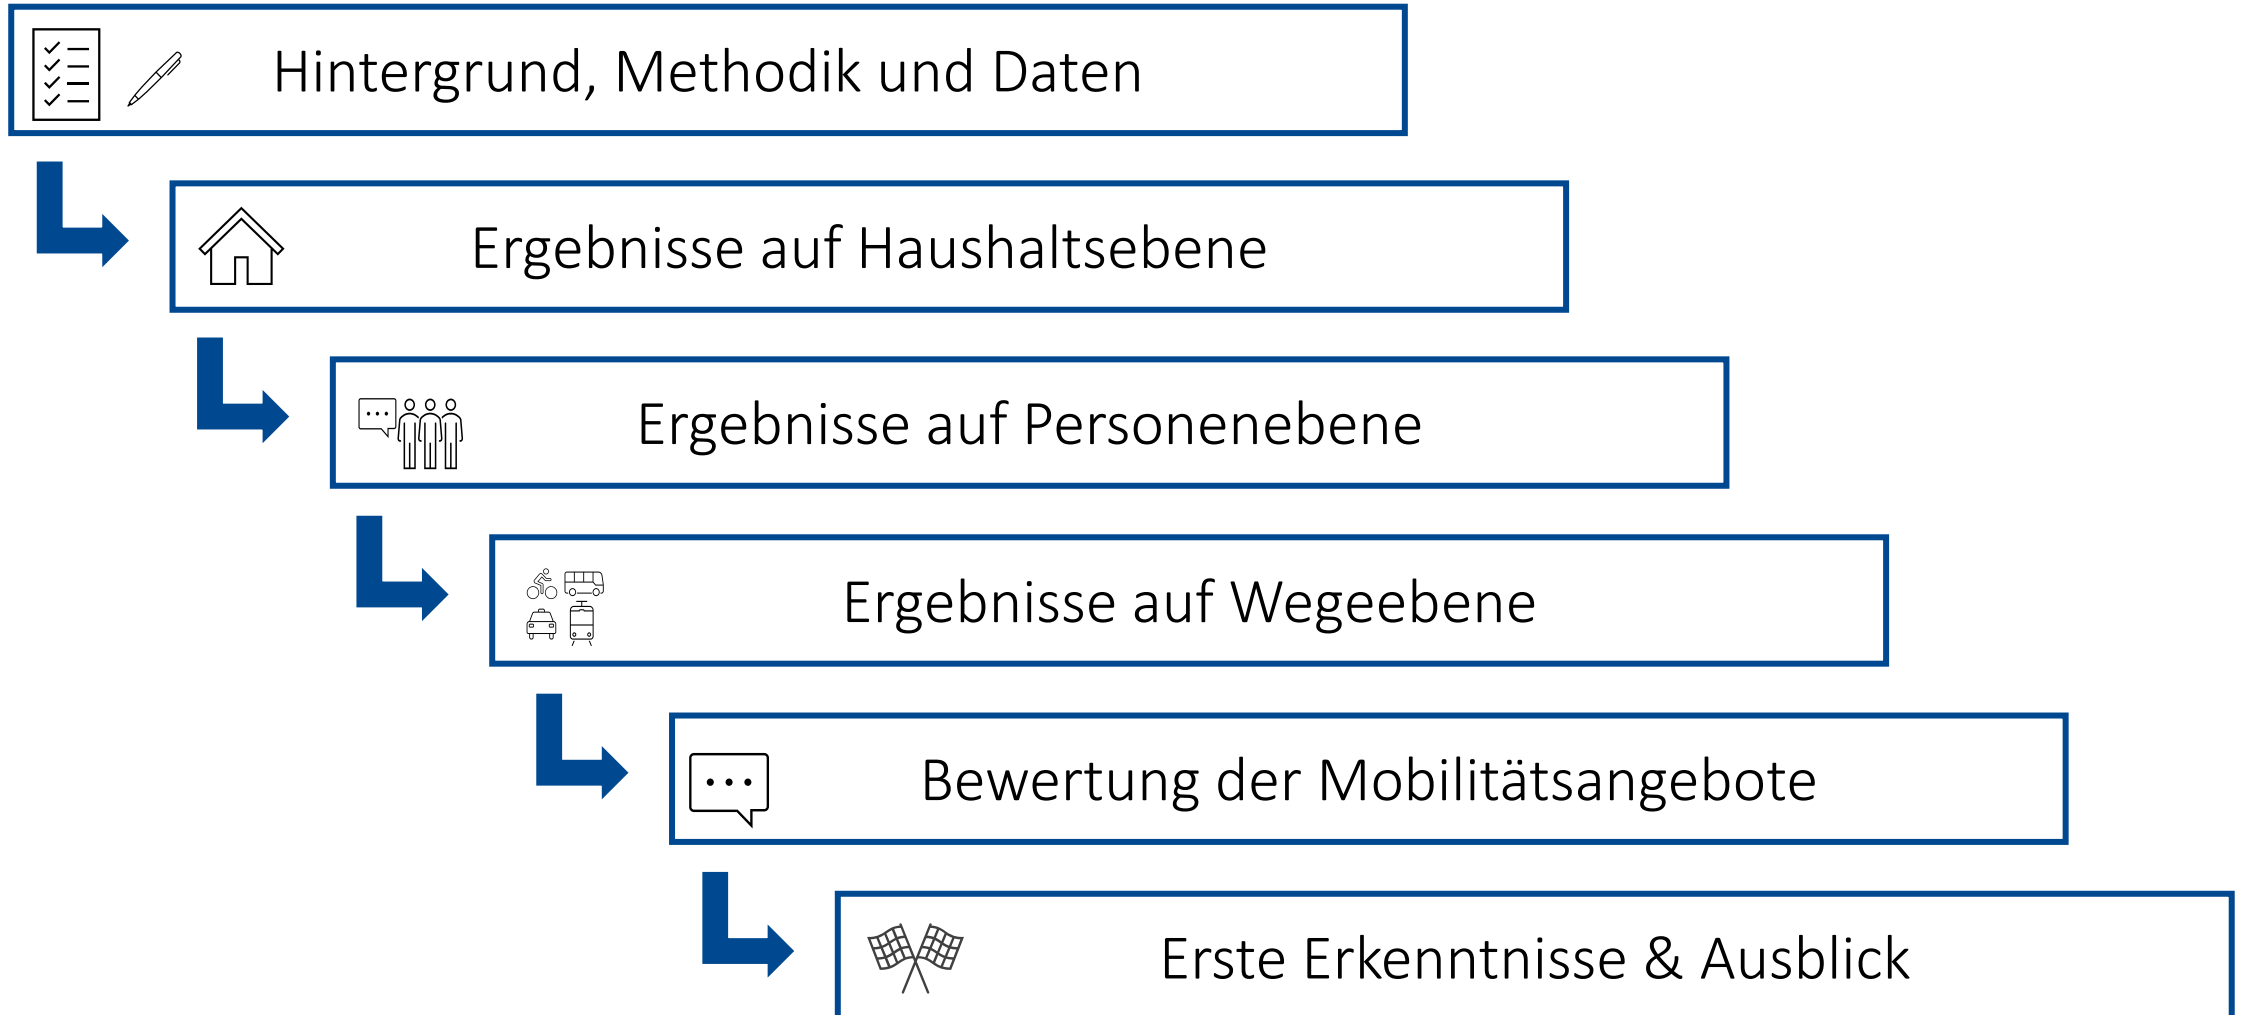 Hintergrund, Methodik und Daten
Ergebnisse auf Haushaltsebene
Ergebnisse auf Personenebene
Ergebnisse auf Wegeebene
Bewertung der Mobilitätsangebote
Erste Erkenntnisse & Ausblick